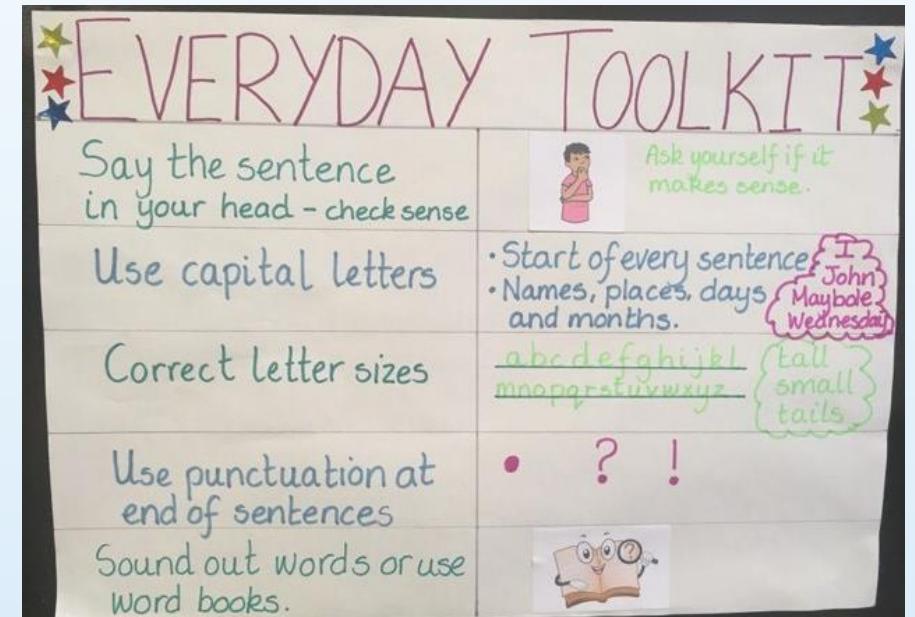 EVERYDAY TOOLKIT
Say the sentence
in your head - check sense
Ask yourself if it
makes sense.
Use capital letters
• Start of every sentence
• Names, places, days
and months.
I
John
Maybole
Wednesday
Correct letter sizes
abcdefghijkl
mnopqrstuvwxyz
tall
small
tails
Use punctuation at
end of sentences
. ? !
Sound out words or use
word books.
?